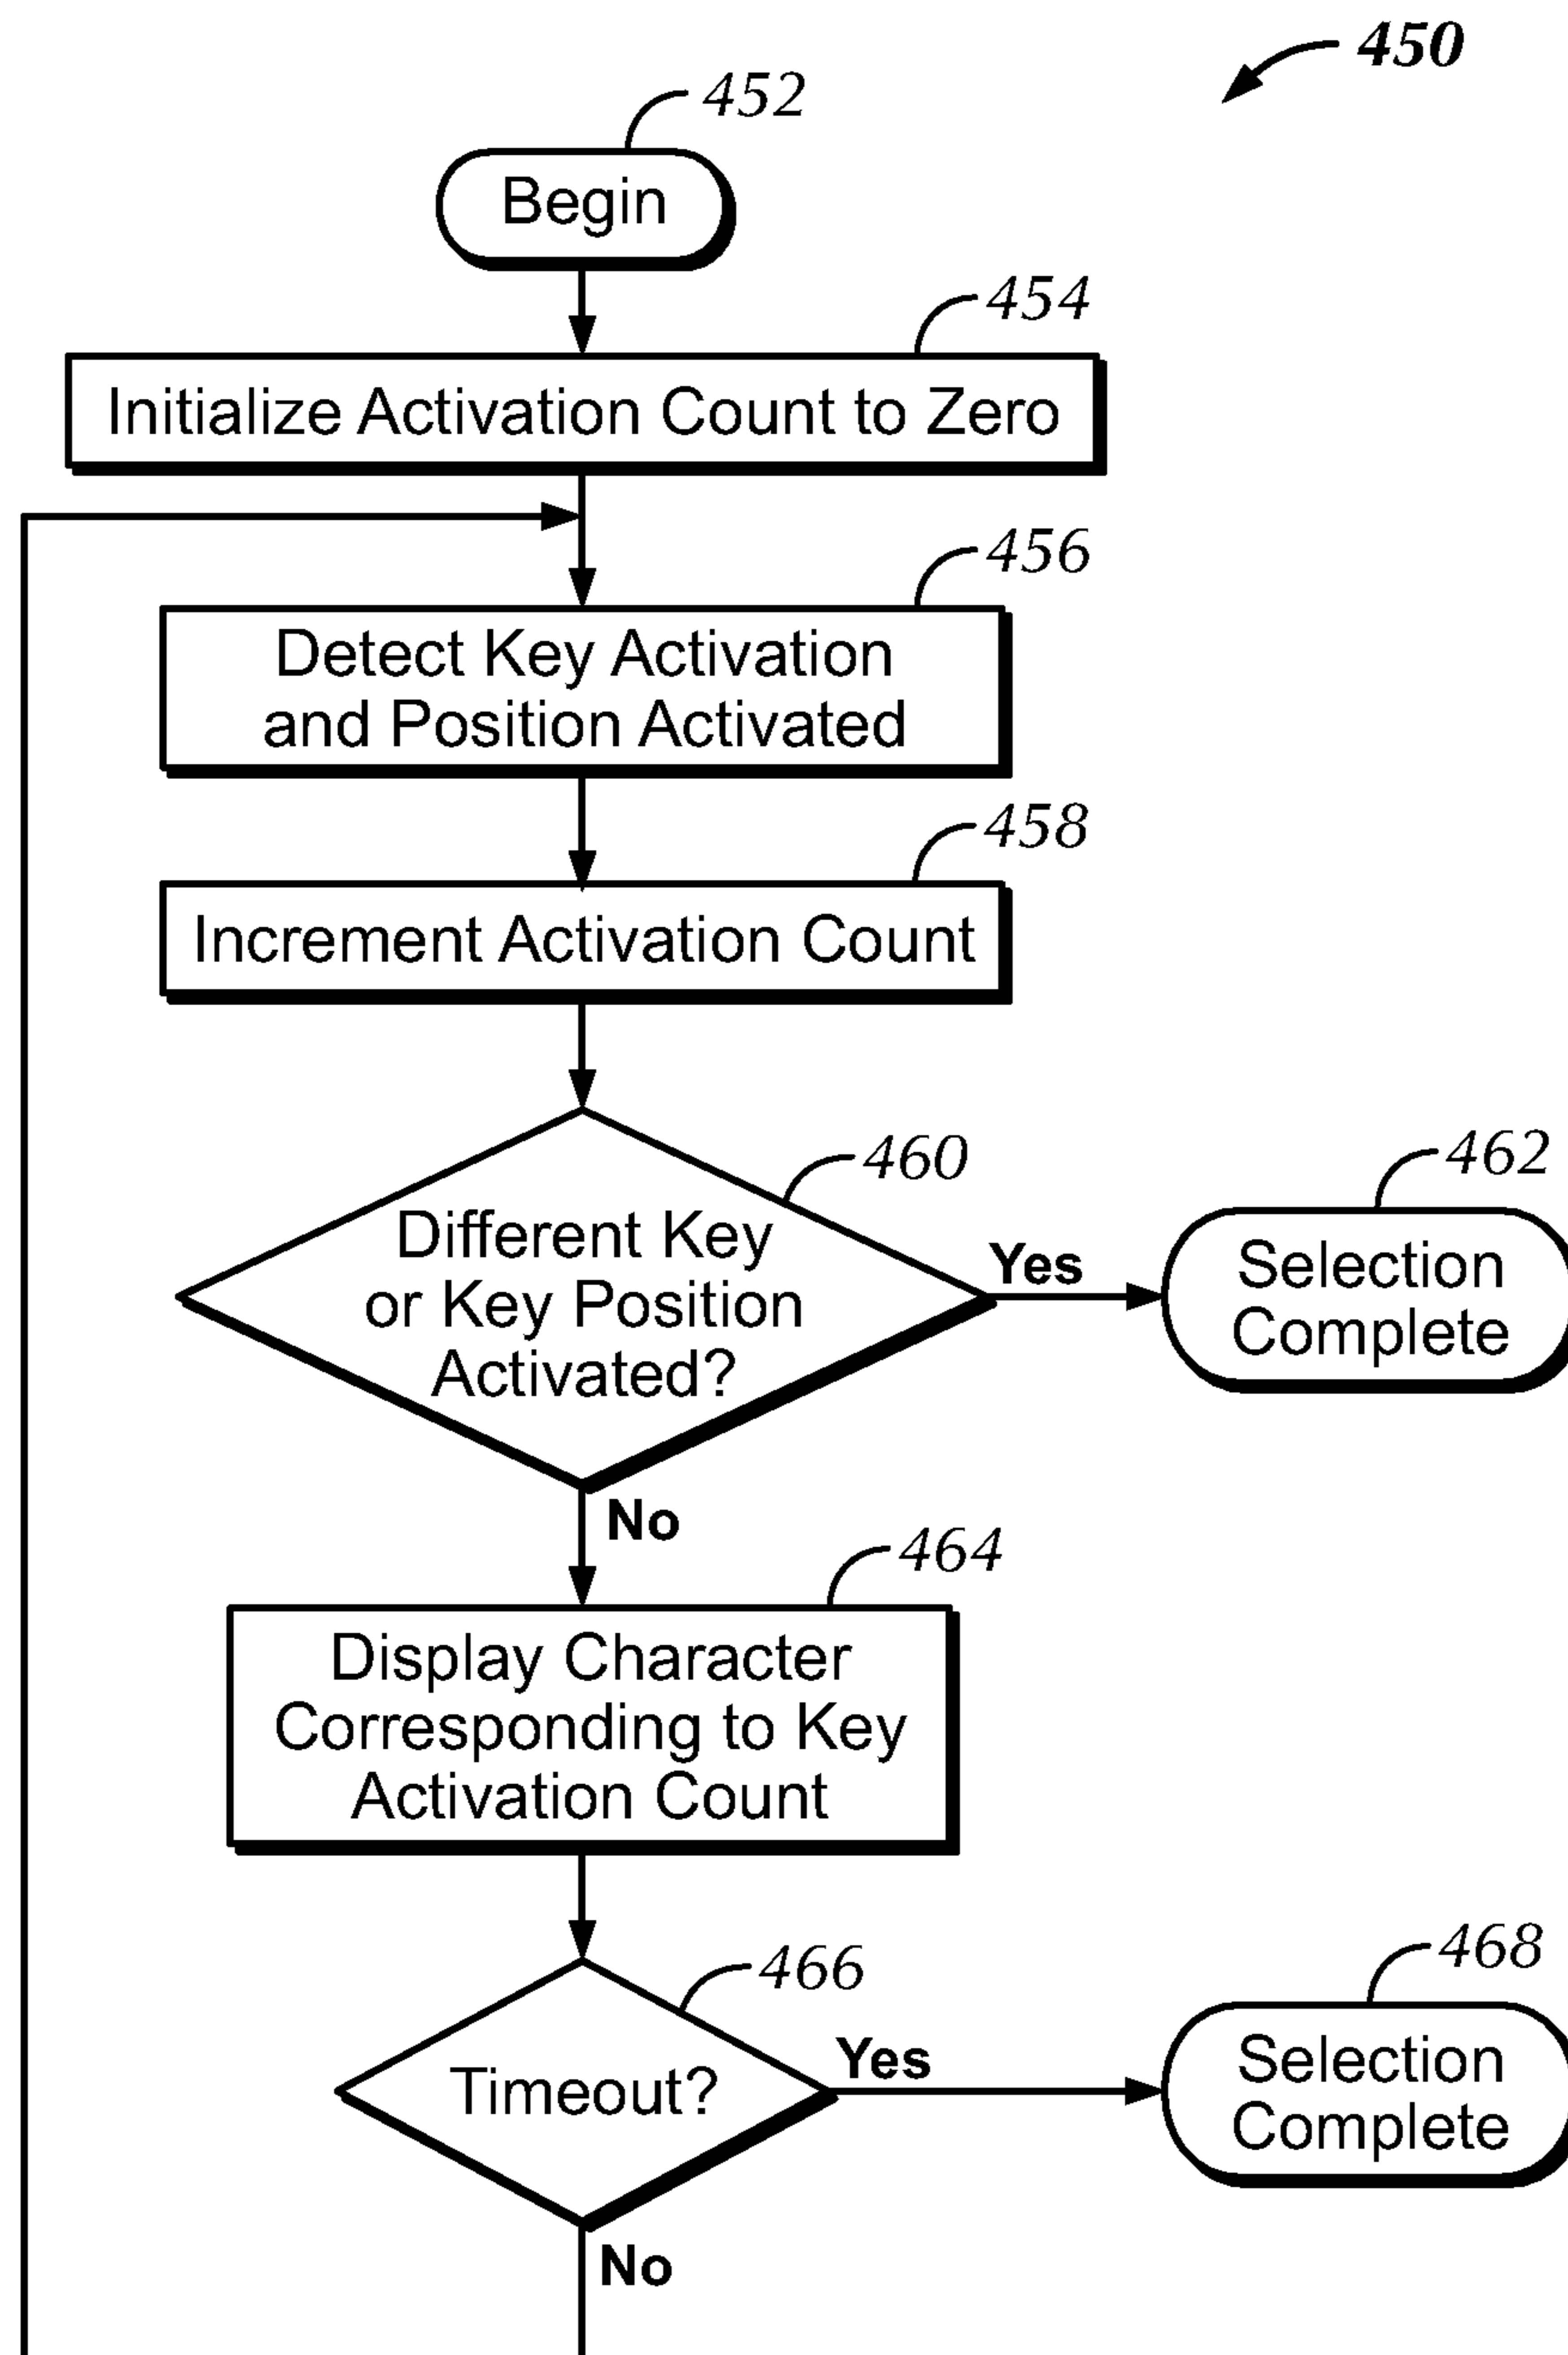 450
452
Begin
454
Initialize Activation Count to Zero
456
Detect Key Activation
and Position Activated
458
Increment Activation Count
460
Different Key
or Key Position
Activated?
Yes
462
Selection
Complete
No
464
Display Character
Corresponding to Key
Activation Count
466
Timeout?
Yes
468
Selection
Complete
No